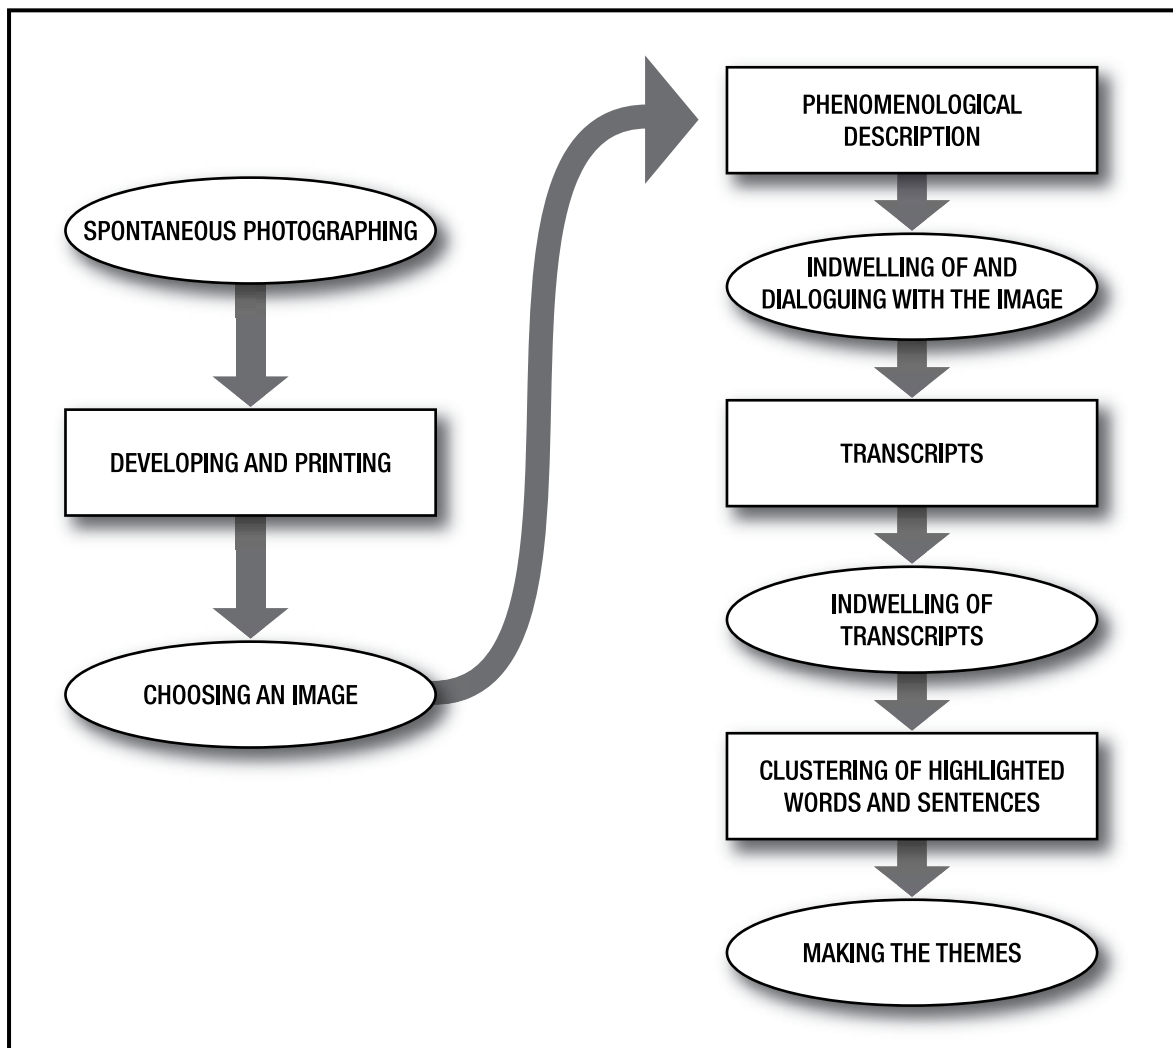 SPONTANEOUS PHOTOGRAPHING
DEVELOPING AND PRINTING
CHOOSING AN IMAGE
PHENOMENOLOGICAL
DESCRIPTION
INDWELLING OF AND
DIALOGUING WITH THE IMAGE
TRANSCRIPTS
INDWELLING OF
TRANSCRIPTS
CLUSTERING OF HIGHLIGHTED
WORDS AND SENTENCES
MAKING THE THEMES